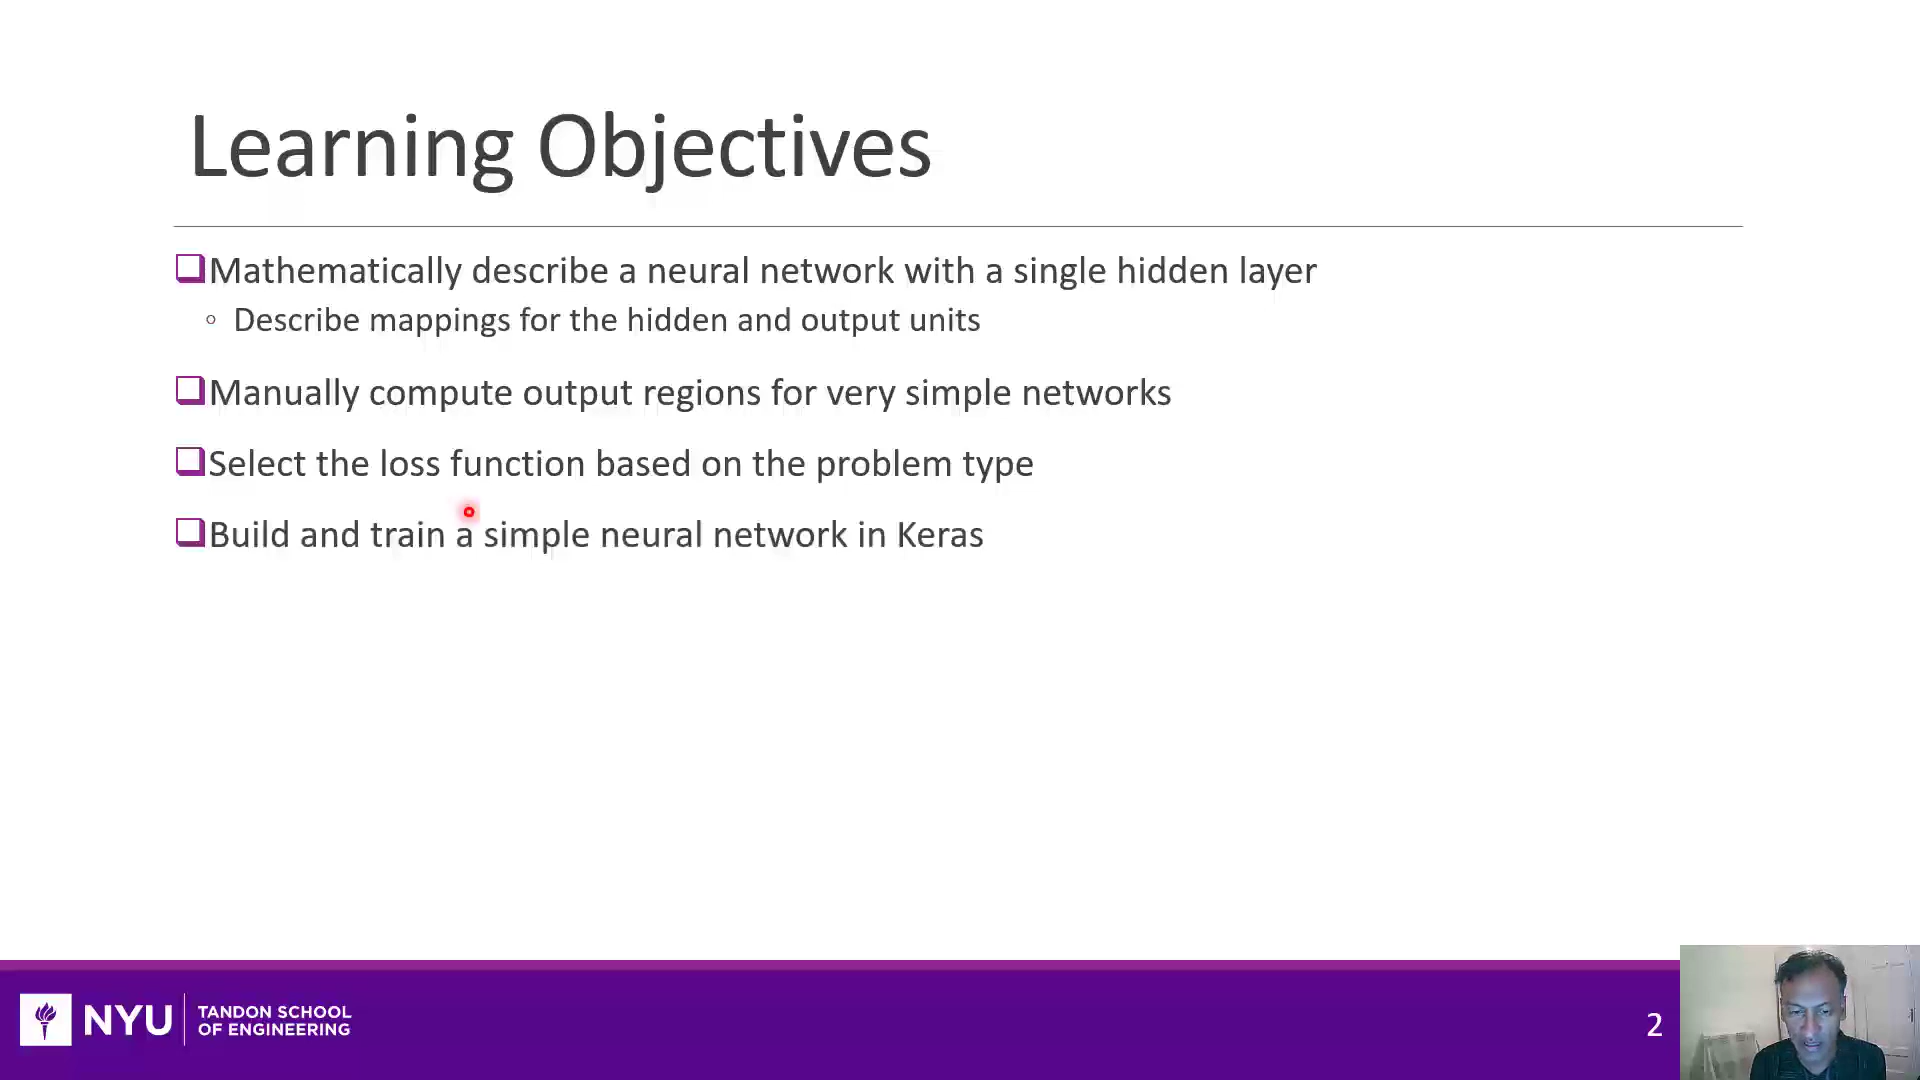 Learning Objectives
Mathematically describe a neural network with a single hidden layer
Describe mappings for the hidden and output units
Manually compute output regions for very simple networks
Select the loss function based on the problem type
Build and train a simple neural network in Keras
NYU
TANDON SCHOOL
OF ENGINEERING
2